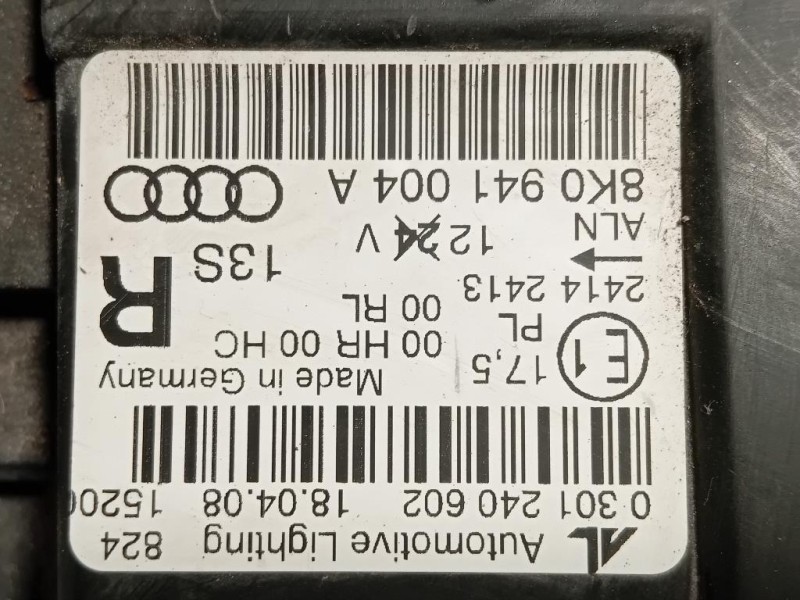 AL Automotive Lighting 824
0 301 240 602 18.04.08 1520
Made in Germany
E1 17,5 00 HR 00 HC R
PL 00 RL
2414 2413 13S
ALN 12 24 V
8K0 941 004 A